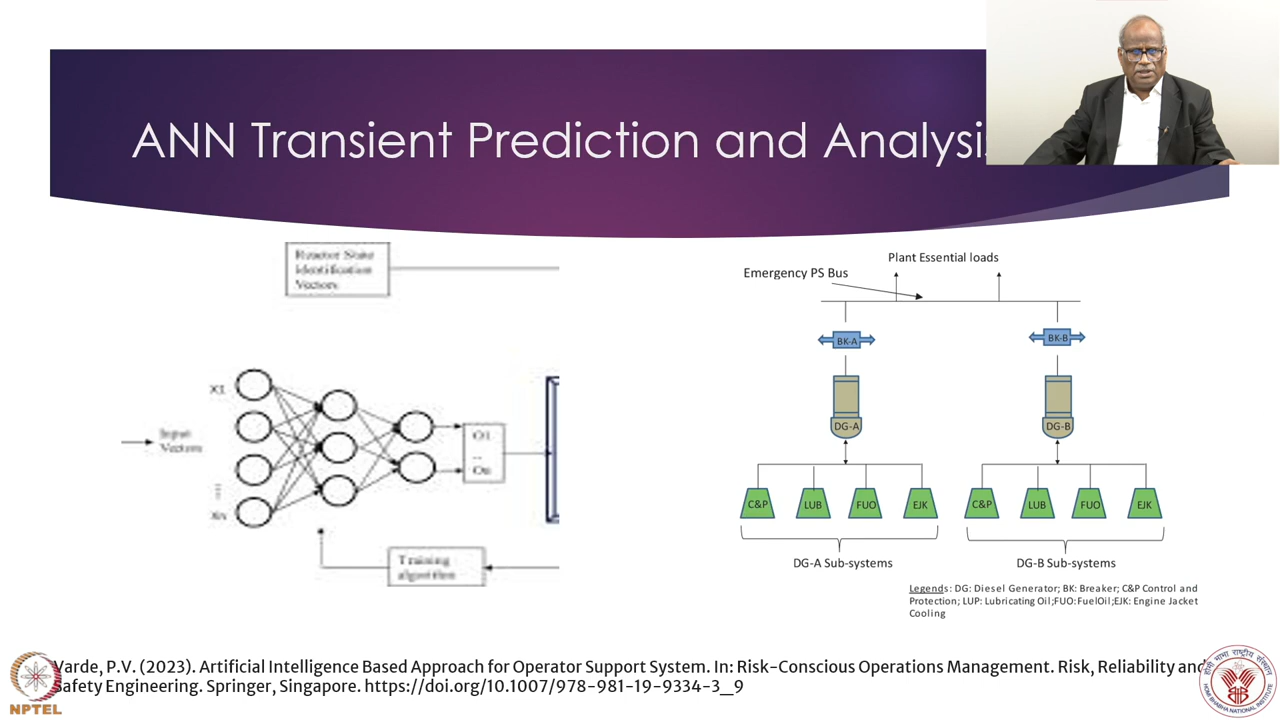 ANN Transient Prediction and Analysis
Reactor State
identification
Vectors
X1
Input
Vectors
Xn
O1
On
Training
algorithm
Plant Essential loads
Emergency PS Bus
BK-A
BK-B
DG-A
DG-B
C&P
LUB
FUO
EJK
C&P
LUB
FUO
EJK
DG-A Sub-systems
DG-B Sub-systems
Legends: DG: Diesel Generator; BK: Breaker; C&P Control and
Protection; LUP: Lubricating Oil;FUO:FuelOil;EJK: Engine Jacket
Cooling
Varde, P.V. (2023). Artificial Intelligence Based Approach for Operator Support System. In: Risk-Conscious Operations Management. Risk, Reliability and
Safety Engineering. Springer, Singapore. https://doi.org/10.1007/978-981-19-9334-3_9
NPTEL
HOMI BHABHA NATIONAL INSTITUTE